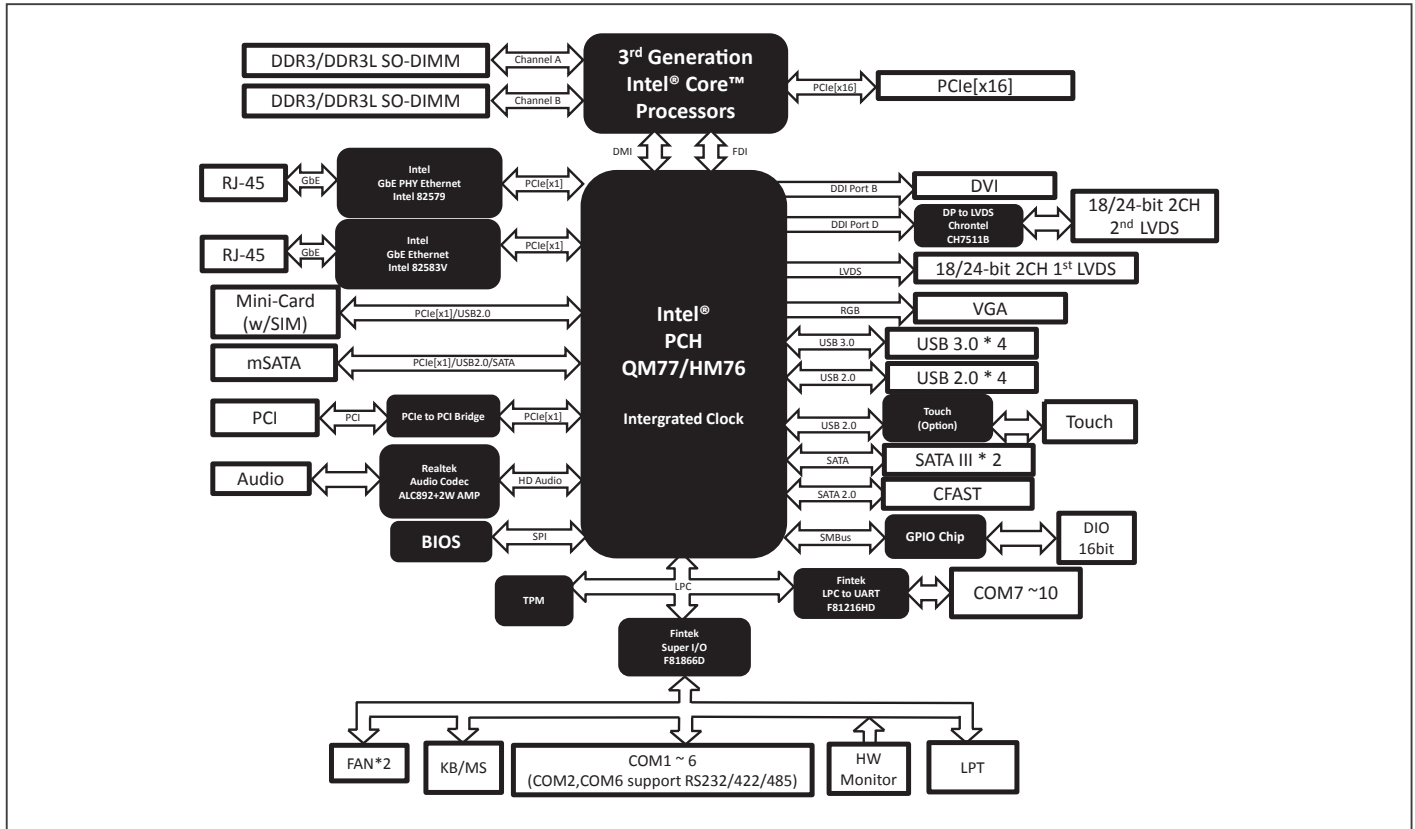 DDR3/DDR3L SO-DIMM
Channel A
DDR3/DDR3L SO-DIMM
Channel B
3rd Generation
Intel® Core™
Processors
PCIe[x16]
PCIe[x16]
DMI
FDI
RJ-45
GbE
Intel
GbE PHY Ethernet
Intel 82579
PCIe[x1]
RJ-45
GbE
Intel
GbE Ethernet
Intel 82583V
PCIe[x1]
Mini-Card
(w/SIM)
PCIe[x1]/USB2.0
mSATA
PCIe[x1]/USB2.0/SATA
PCI
PCI
PCIe to PCI Bridge
PCIe[x1]
Audio
Realtek
Audio Codec
ALC892+2W AMP
HD Audio
BIOS
SPI
Intel®
PCH
QM77/HM76
Intergrated Clock
DDI Port B
DVI
DDI Port D
DP to LVDS
Chrontel
CH7511B
18/24-bit 2CH
2nd LVDS
LVDS
18/24-bit 2CH 1st LVDS
RGB
VGA
USB 3.0
USB 3.0 * 4
USB 2.0
USB 2.0 * 4
USB 2.0
Touch
(Option)
Touch
SATA
SATA III * 2
SATA 2.0
CFAST
SMBus
GPIO Chip
DIO
16bit
TPM
LPC
Fintek
LPC to UART
F81216HD
COM7 ~10
Fintek
Super I/O
F81866D
FAN*2
KB/MS
COM1 ~ 6
(COM2,COM6 support RS232/422/485)
HW
Monitor
LPT